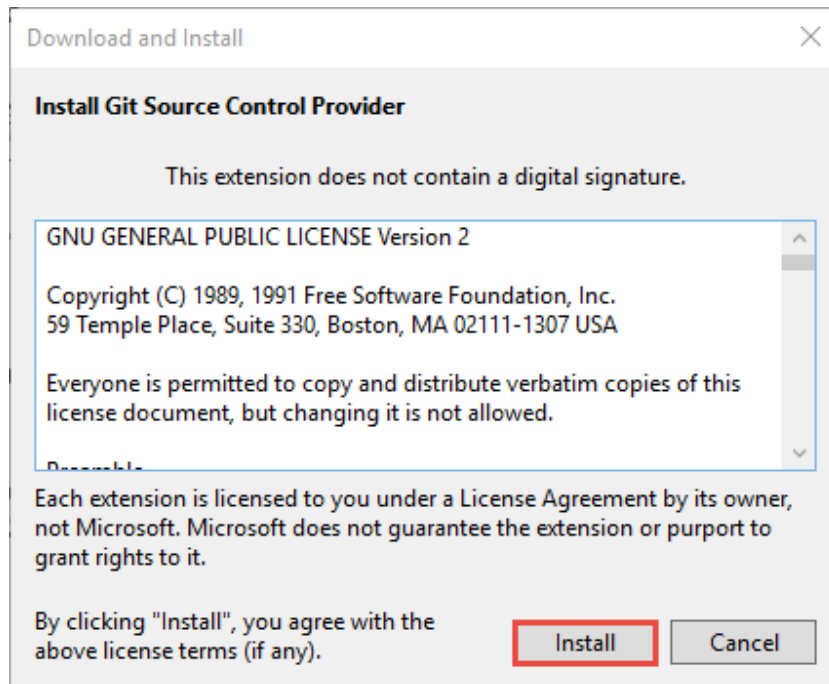 Download and Install
Install Git Source Control Provider
This extension does not contain a digital signature.
GNU GENERAL PUBLIC LICENSE Version 2
Copyright (C) 1989, 1991 Free Software Foundation, Inc.
59 Temple Place, Suite 330, Boston, MA 02111-1307 USA
Everyone is permitted to copy and distribute verbatim copies of this
license document, but changing it is not allowed.
Preamble
Each extension is licensed to you under a License Agreement by its owner,
not Microsoft. Microsoft does not guarantee the extension or purport to
grant rights to it.
By clicking "Install", you agree with the
above license terms (if any).
Install
Cancel